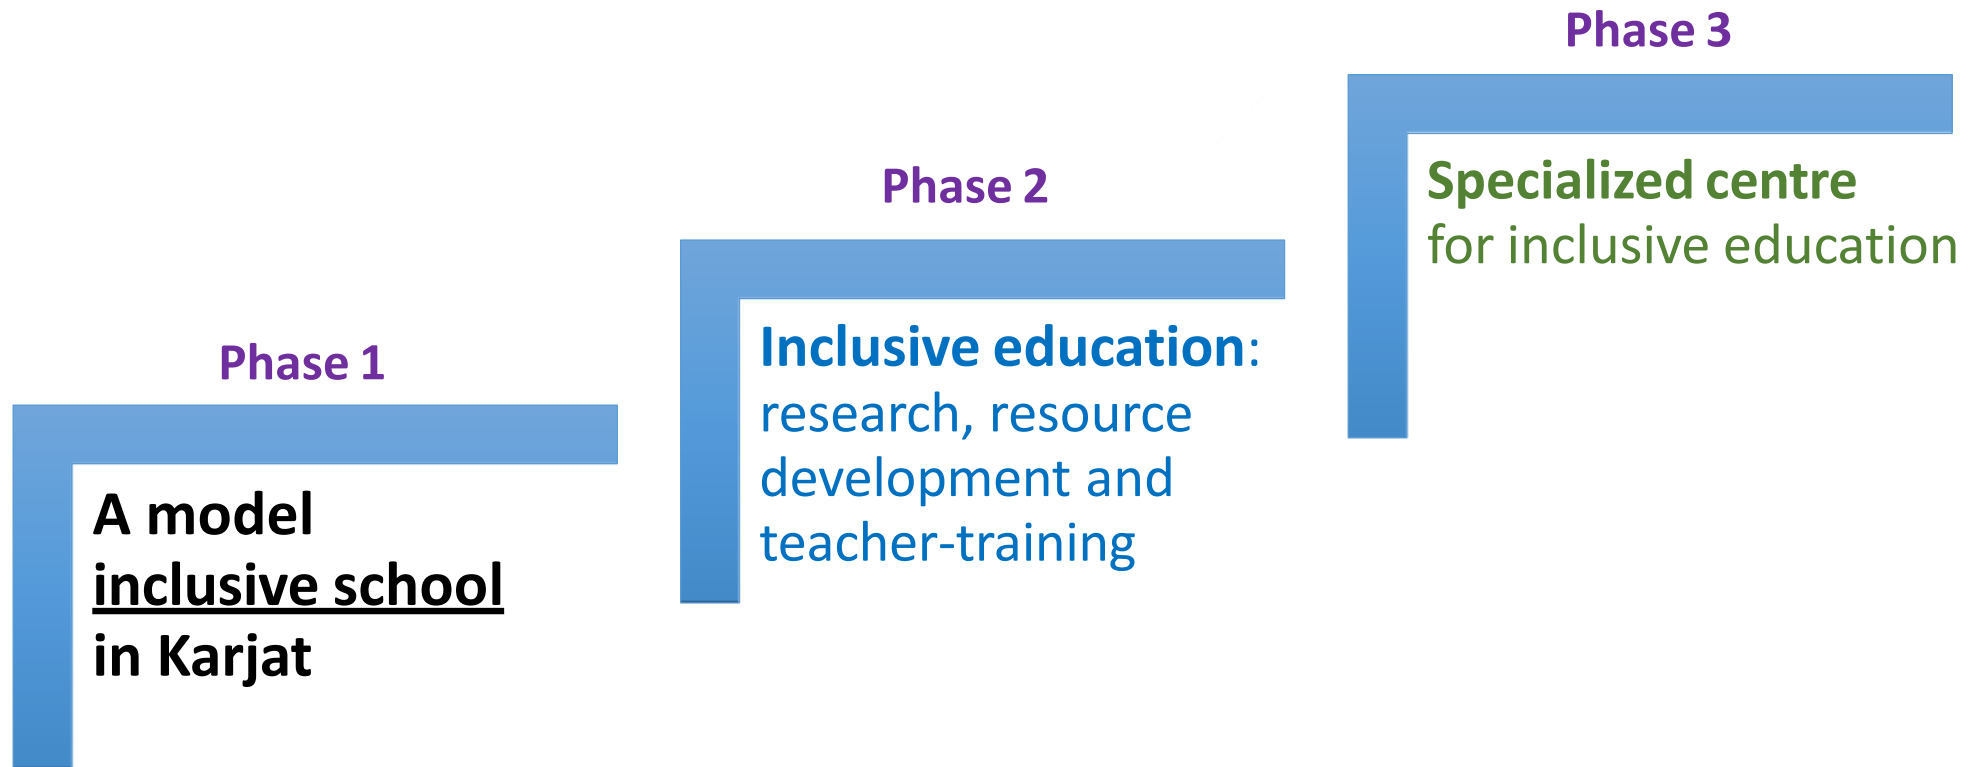 Phase 1
A model
inclusive school
in Karjat
Phase 2
Inclusive education:
research, resource
development and
teacher-training
Phase 3
Specialized centre
for inclusive education